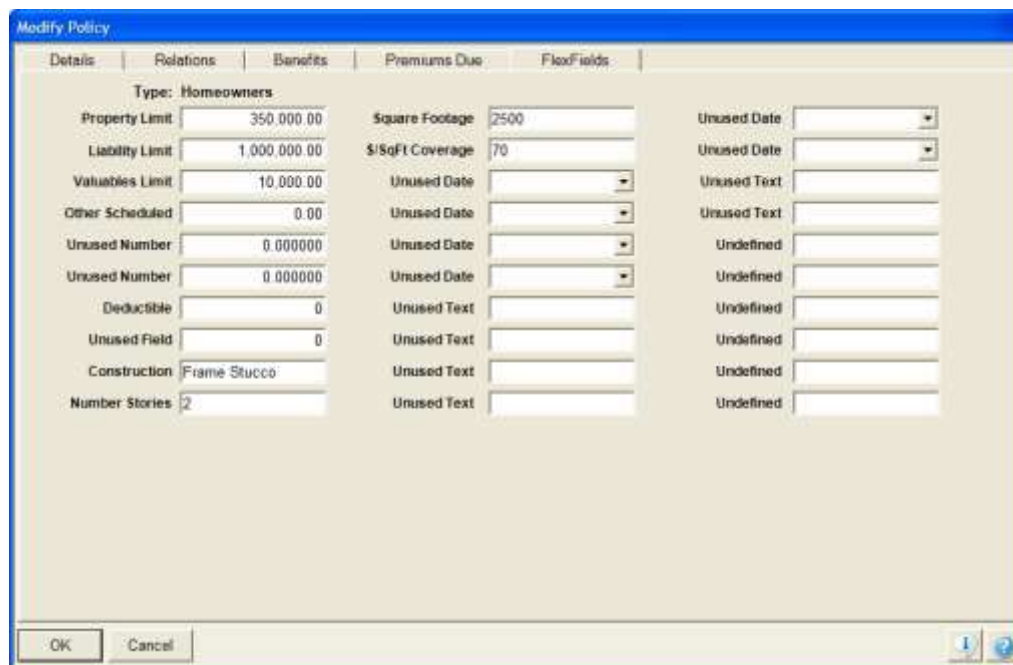 Modify Policy
Details Relations Benefits Premiums Due FlexFields
Type: Homeowners
Property Limit 350,000.00 Square Footage 2500 Unused Date
Liability Limit 1,000,000.00 $/SqFt Coverage 70 Unused Date
Valuables Limit 10,000.00 Unused Date Unused Text
Other Scheduled 0.00 Unused Date Unused Text
Unused Number 0.000000 Unused Date Undefined
Unused Number 0.000000 Unused Date Undefined
Deductible 0 Unused Text Undefined
Unused Field 0 Unused Text Undefined
Construction Frame Stucco Unused Text Undefined
Number Stories 2 Unused Text Undefined
OK Cancel